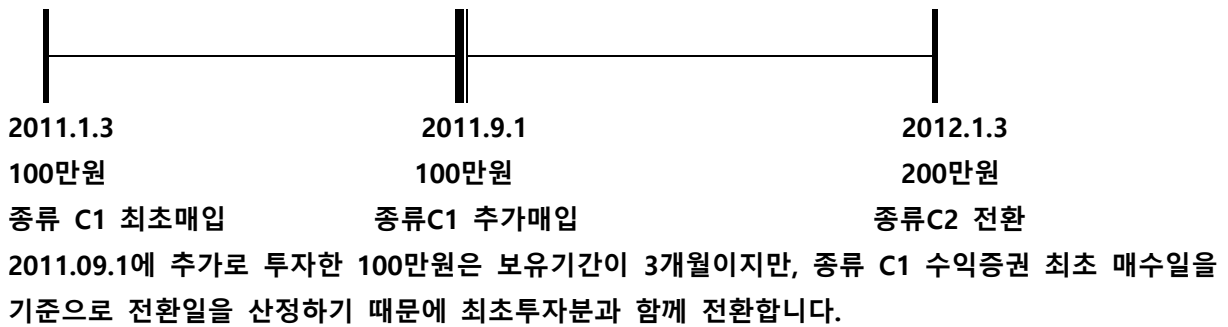 2011.1.3 2011.9.1 2012.1.3
100만원 100만원 200만원
종류 C1 최초매입 종류C1 추가매입 종류C2 전환
2011.09.1에 추가로 투자한 100만원은 보유기간이 3개월이지만, 종류 C1 수익증권 최초 매수일을
기준으로 전환일을 산정하기 때문에 최초투자분과 함께 전환합니다.